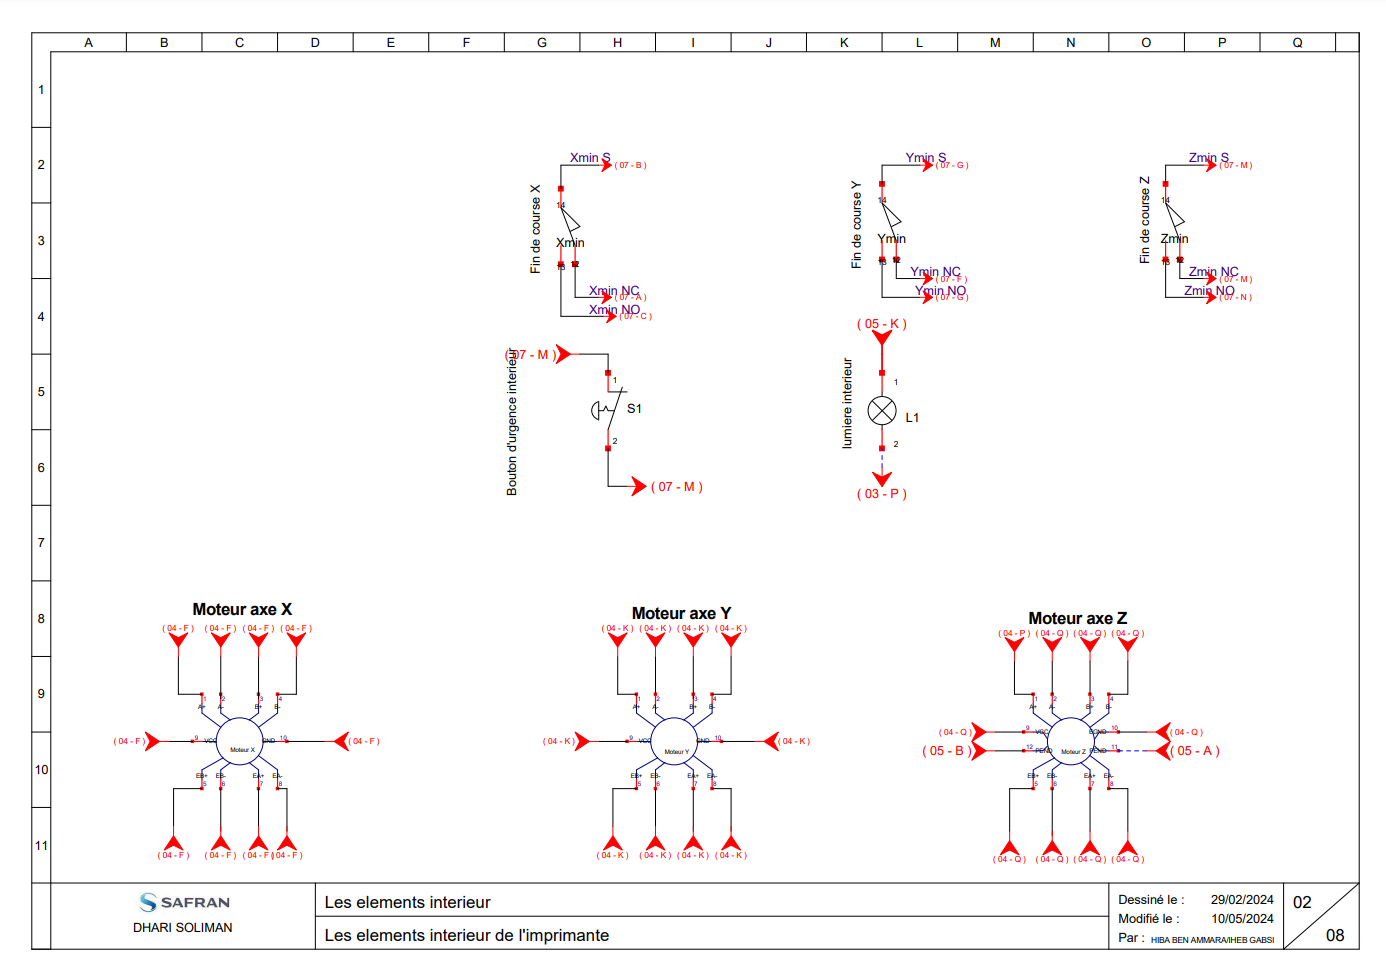 A B C D E F G H I J K L M N O P Q
1
2
3
4
5
6
7
8
9
10
11
Xmin S ( 07 - B )
Fin de course X
14
Xmin
13 12
Xmin NC ( 07 - A )
Xmin NO ( 07 - C )
Ymin S ( 07 - G )
Fin de course Y
14
Ymin
13 12
Ymin NC ( 07 - F )
Ymin NO ( 07 - G )
Zmin S ( 07 - M )
Fin de course Z
14
Zmin
13 12
Zmin NC ( 07 - M )
Zmin NO ( 07 - N )
( 07 - M )
Bouton d'urgence interieur
1
S1
2
( 07 - M )
( 05 - K )
lumiere interieur
1
L1
2
( 03 - P )
Moteur axe X
( 04 - F ) ( 04 - F ) ( 04 - F ) ( 04 - F )
1 2 3 4
A+ A- B+ B-
( 04 - F ) 9 VCC GND 10 ( 04 - F )
Moteur X
EB+ EB- EA+ EA-
5 6 7 8
( 04 - F ) ( 04 - F ) ( 04 - F ) ( 04 - F )
Moteur axe Y
( 04 - K ) ( 04 - K ) ( 04 - K ) ( 04 - K )
1 2 3 4
A+ A- B+ B-
( 04 - K ) 9 VCC GND 10 ( 04 - K )
Moteur Y
EB+ EB- EA+ EA-
5 6 7 8
( 04 - K ) ( 04 - K ) ( 04 - K ) ( 04 - K )
Moteur axe Z
( 04 - P ) ( 04 - Q ) ( 04 - Q ) ( 04 - Q )
1 2 3 4
A+ A- B+ B-
( 04 - Q ) 9 VCC EGND 10 ( 04 - Q )
( 05 - B ) 12 PEND Moteur Z PEND 11 ( 05 - A )
EB+ EB- EA+ EA-
5 6 7 8
( 04 - Q ) ( 04 - Q ) ( 04 - Q ) ( 04 - Q )
SAFRAN
DHARI SOLIMAN
Les elements interieur
Les elements interieur de l'imprimante
Dessiné le : 29/02/2024
Modifié le : 10/05/2024
Par : HIBA BEN AMMARA/IHEB GABSI
02
08